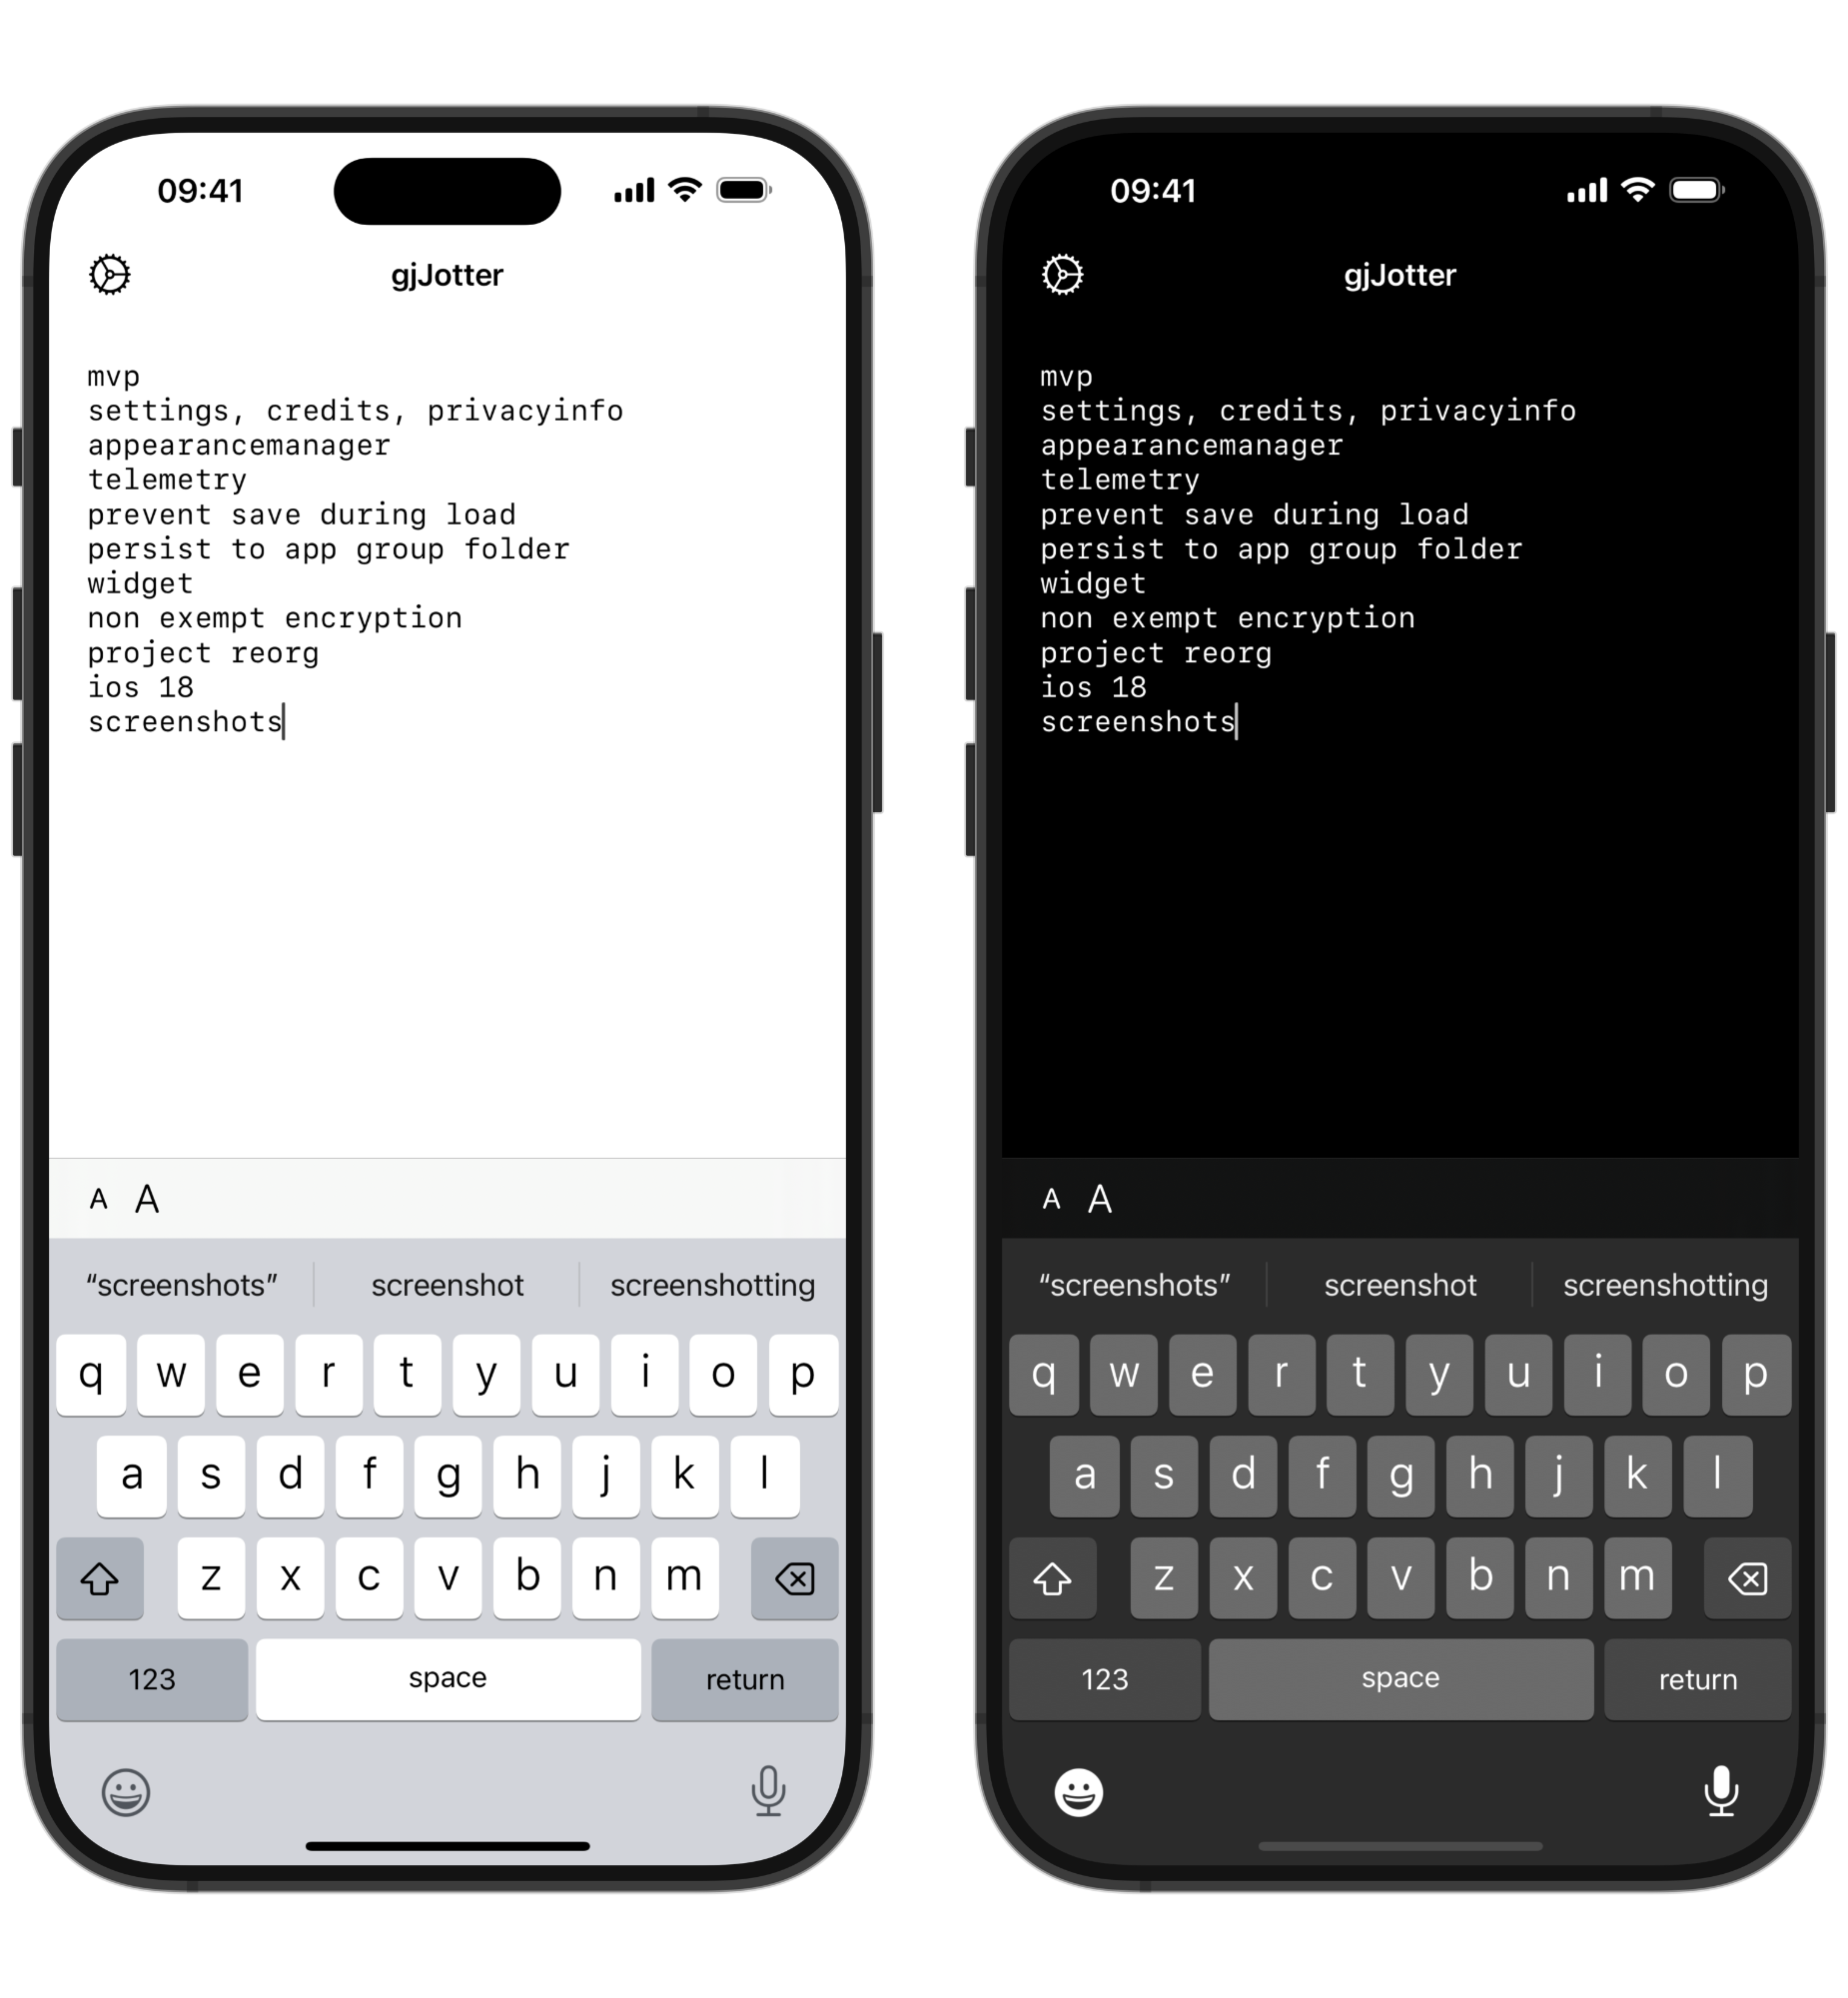 09:41
gjJotter
mvp
settings, credits, privacyinfo
appearancemanager
telemetry
prevent save during load
persist to app group folder
widget
non exempt encryption
project reorg
ios 18
screenshots
A A
“screenshots” screenshot screenshotting
q w e r t y u i o p
a s d f g h j k l
z x c v b n m
123 space return
09:41
gjJotter
mvp
settings, credits, privacyinfo
appearancemanager
telemetry
prevent save during load
persist to app group folder
widget
non exempt encryption
project reorg
ios 18
screenshots
A A
“screenshots” screenshot screenshotting
q w e r t y u i o p
a s d f g h j k l
z x c v b n m
123 space return